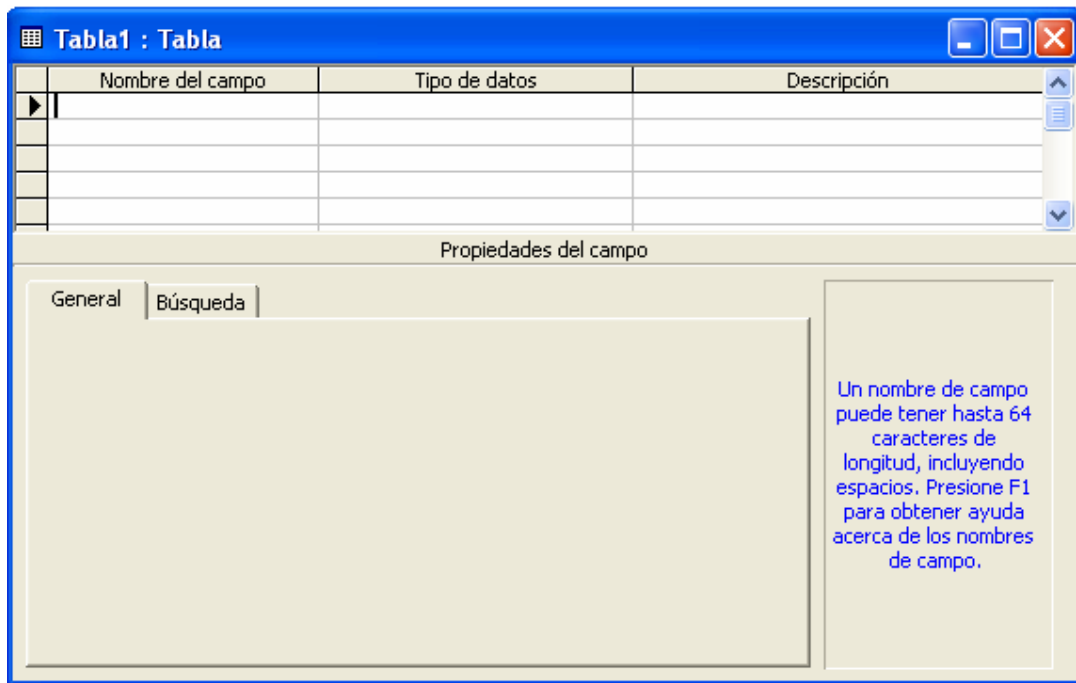 Tabla1 : Tabla
Nombre del campo Tipo de datos Descripción
Propiedades del campo
General Búsqueda
Un nombre de campo
puede tener hasta 64
caracteres de
longitud, incluyendo
espacios. Presione F1
para obtener ayuda
acerca de los nombres
de campo.